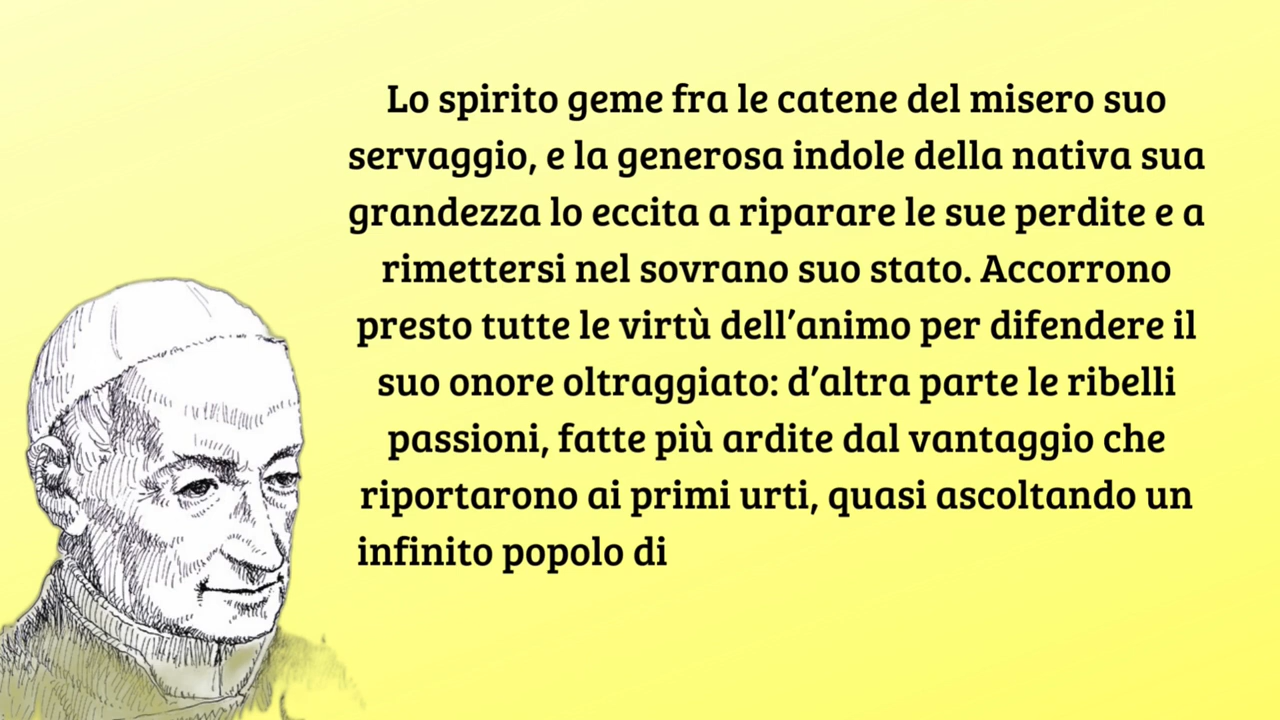 Lo spirito geme fra le catene del misero suo
servaggio, e la generosa indole della nativa sua
grandezza lo eccita a riparare le sue perdite e a
rimettersi nel sovrano suo stato. Accorrono
presto tutte le virtù dell’animo per difendere il
suo onore oltraggiato: d’altra parte le ribelli
passioni, fatte più ardite dal vantaggio che
riportarono ai primi urti, quasi ascoltando un
infinito popolo di